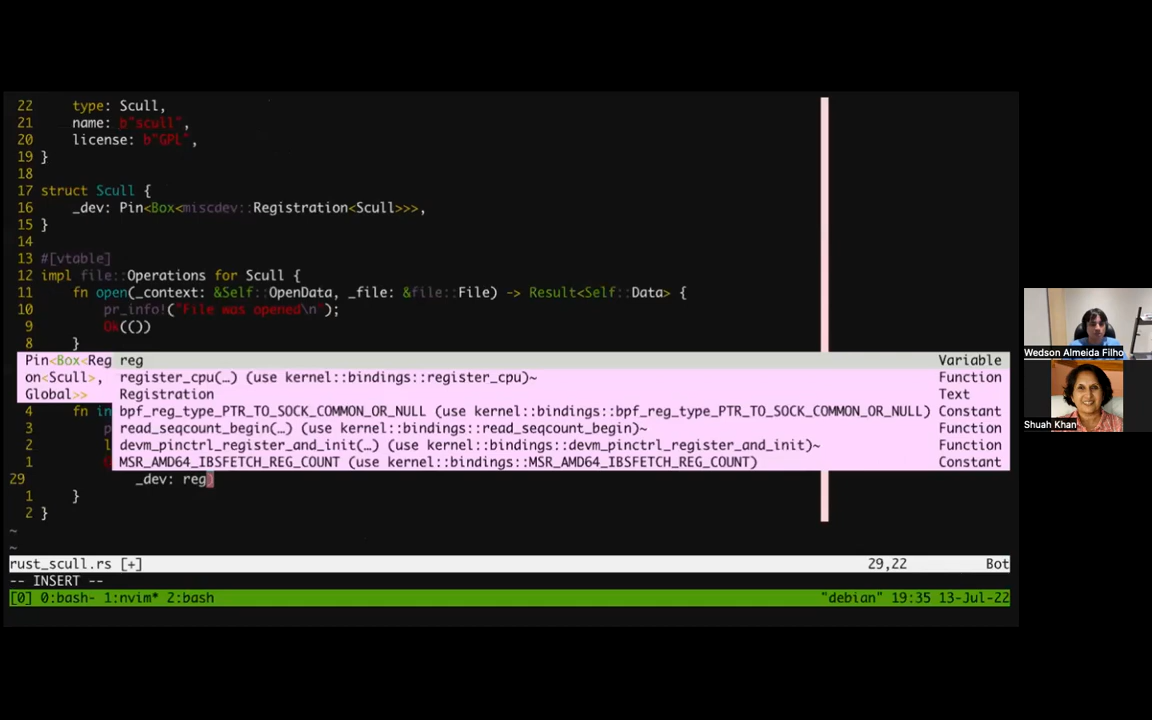 22     type: Scull,
21     name: b"scull",
20     license: b"GPL",
19 }
18
17 struct Scull {
16     _dev: Pin<Box<miscdev::Registration<Scull>>>,
15 }
14
13 #[vtable]
12 impl file::Operations for Scull {
11     fn open(_context: &Self::OpenData, _file: &file::File) -> Result<Self::Data> {
10         pr_info!("File was opened\n");
9         Ok(())
8     }
Pin<Box<Reg reg Variable
on<Scull>, register_cpu(…) (use kernel::bindings::register_cpu)~ Function
Global>> Registration Text
4     fn in bpf_reg_type_PTR_TO_SOCK_COMMON_OR_NULL (use kernel::bindings::bpf_reg_type_PTR_TO_SOCK_COMMON_OR_NULL) Constant
3         p read_seqcount_begin(…) (use kernel::bindings::read_seqcount_begin)~ Function
2         l devm_pinctrl_register_and_init(…) (use kernel::bindings::devm_pinctrl_register_and_init)~ Function
1 MSR_AMD64_IBSFETCH_REG_COUNT (use kernel::bindings::MSR_AMD64_IBSFETCH_REG_COUNT) Constant
29             _dev: reg)
1     }
2 }
~
~
rust_scull.rs [+] 29,22 Bot
-- INSERT --
[0] 0:bash- 1:nvim* 2:bash "debian" 19:35 13-Jul-22
Wedson Almeida Filho
Shuah Khan